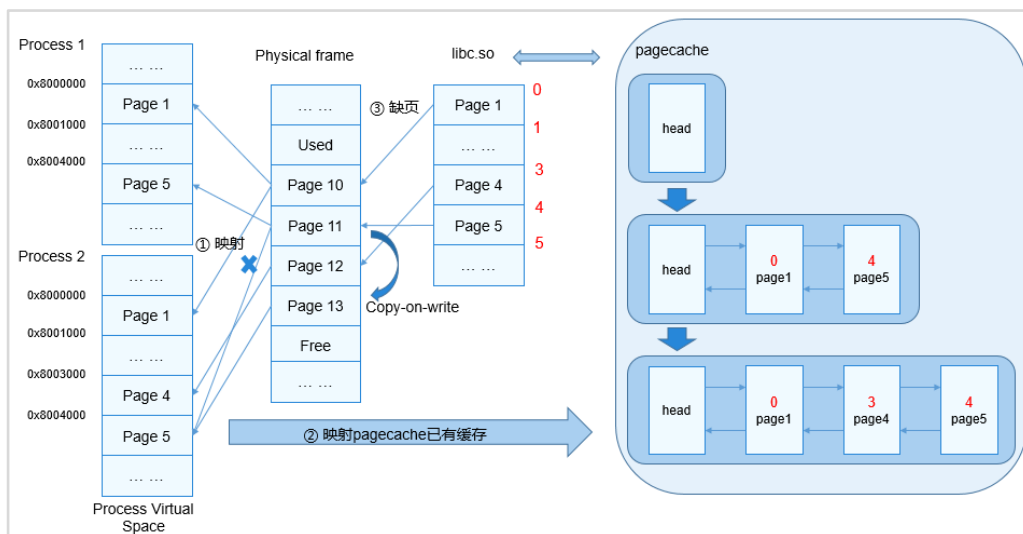 Process 1
… …
0x8000000
Page 1
0x8001000
… …
0x8004000
Page 5
… …
Process 2
… …
0x8000000
Page 1
0x8001000
… …
0x8003000
Page 4
0x8004000
Page 5
… …
Process Virtual
Space
Physical frame
… …
Used
Page 10
Page 11
Page 12
Page 13
Free
… …
① 映射
③ 缺页
Copy-on-write
libc.so
Page 1
… …
Page 4
Page 5
… …
0
1
3
4
5
② 映射pagecache已有缓存
pagecache
head
head
0
page1
4
page5
head
0
page1
3
page4
4
page5